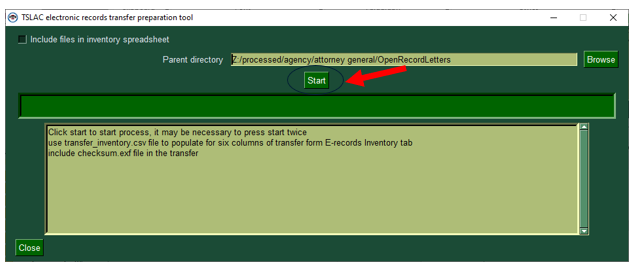 TSLAC electronic records transfer preparation tool
Include files in inventory spreadsheet
Parent directory Z:/processed/agency/attorney general/OpenRecordLetters Browse
Start
Click start to start process, it may be necessary to press start twice
use transfer_inventory.csv file to populate for six columns of transfer form E-records Inventory tab
include checksum.exf file in the transfer
Close